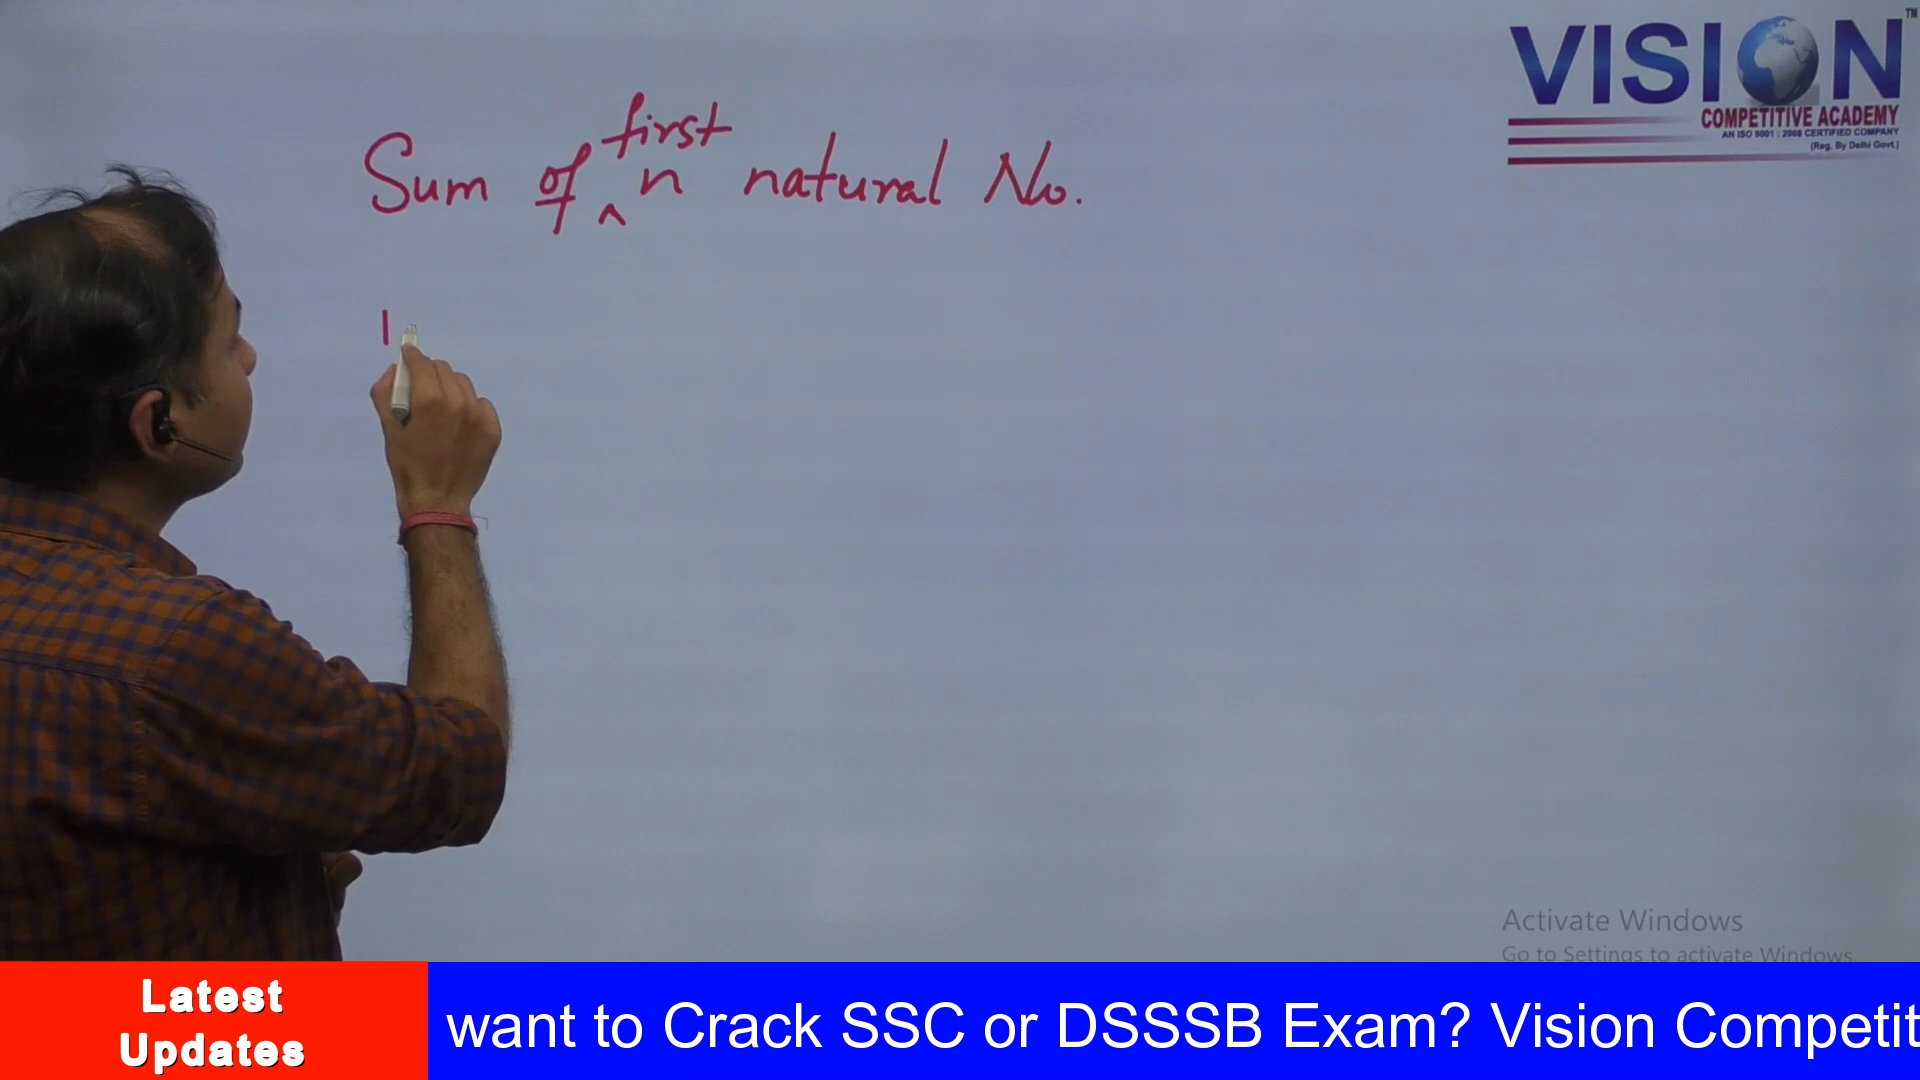 VISION
TM
COMPETITIVE ACADEMY
AN ISO 9001 : 2008 CERTIFIED COMPANY
(Reg. By Delhi Govt.)
first
Sum of ^ n natural No.
1
Activate Windows
Go to Settings to activate Windows.
Latest
Updates
want to Crack SSC or DSSSB Exam? Vision Competit